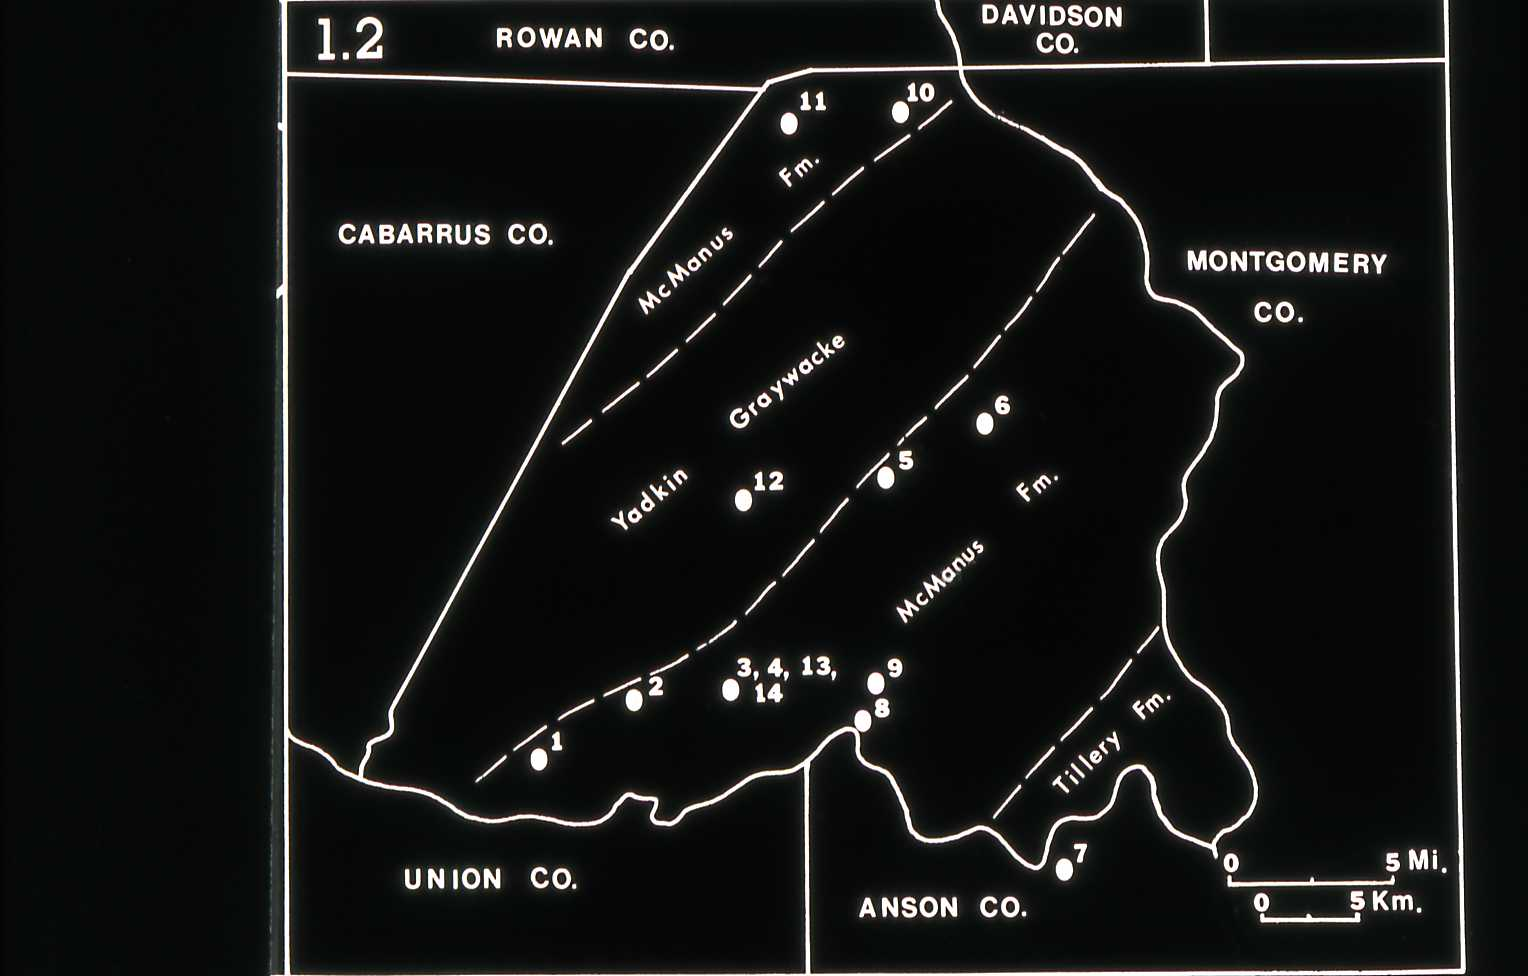 1.2
ROWAN CO.
DAVIDSON
CO.
11
10
Fm.
McManus
CABARRUS CO.
MONTGOMERY
CO.
Graywacke
Yadkin
12
6
5
Fm.
McManus
3, 4, 13,
14
9
8
2
1
Fm.
Tillery
7
UNION CO.
ANSON CO.
0 5 Mi.
0 5 Km.